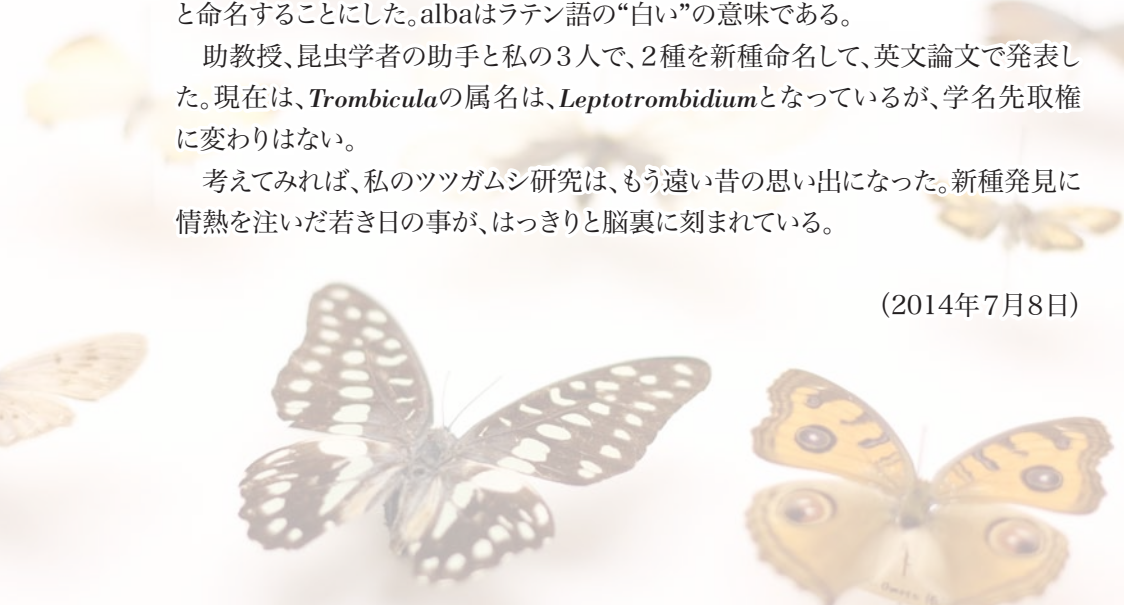 と命名することにした。albaはラテン語の“白い”の意味である。
助教授、昆虫学者の助手と私の３人で、２種を新種命名して、英文論文で発表し
た。現在は、Trombiculaの属名は、Leptotrombidiumとなっているが、学名先取権
に変わりはない。
考えてみれば、私のツツガムシ研究は、もう遠い昔の思い出になった。新種発見に
情熱を注いだ若き日の事が、はっきりと脳裏に刻まれている。
（2014年７月８日）